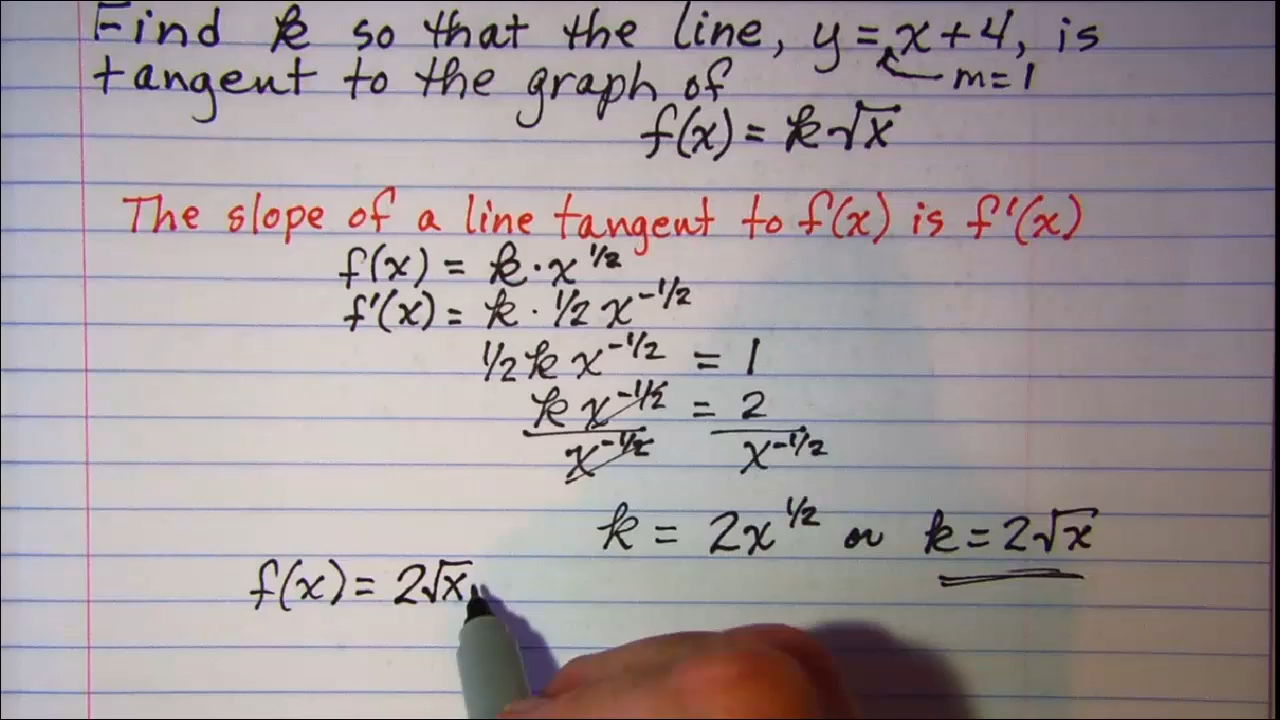 Find k so that the line, y = x + 4, is
m = 1
tangent to the graph of
f(x) = k√x
The slope of a line tangent to f(x) is f'(x)
f(x) = k · x^1/2
f'(x) = k · 1/2 x^-1/2
1/2 k x^-1/2 = 1
k x^-1/2 = 2
x^-1/2 x^-1/2
k = 2x^1/2 or k = 2√x
f(x) = 2√x